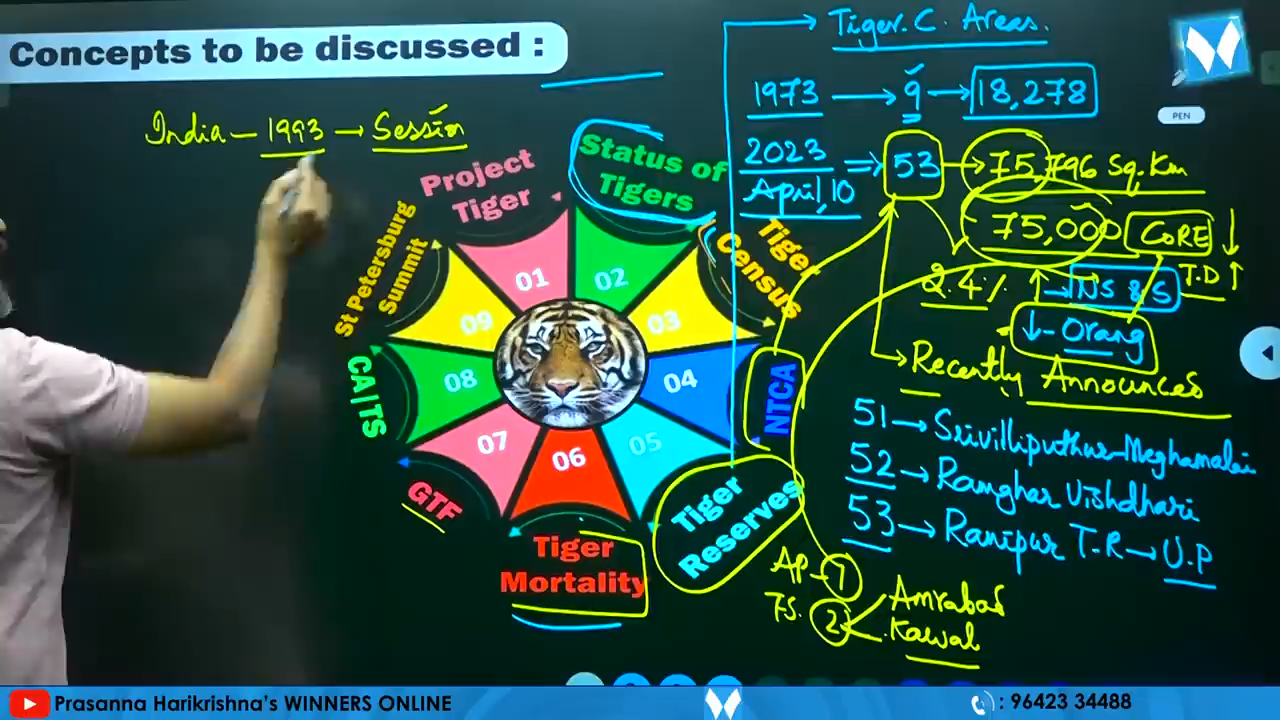 Concepts to be discussed :
India – 1993 → Session
Project Tiger
Status of Tigers
Tiger Census
NTCA
Tiger Reserves
Tiger Mortality
GTF
CA|TS
St Petersburg Summit
01
02
03
04
05
06
07
08
09
Tiger. C. Areas.
1973 → 9 → 18,278
2023 ⇒ 53 → 75,796 Sq.Km
April, 10
75,000 CORE ↓
T.D ↑
2.4% ↑ → NS & S
↓ - Orang
Recently Announces
51 → Srivilliputhur-Meghamalai
52 → Ramghar Vishdhari
53 → Ranipur T.R → U.P
AP – 1
TS. 2 Amrabad
Kawal
PEN
Prasanna Harikrishna's WINNERS ONLINE
: 96423 34488